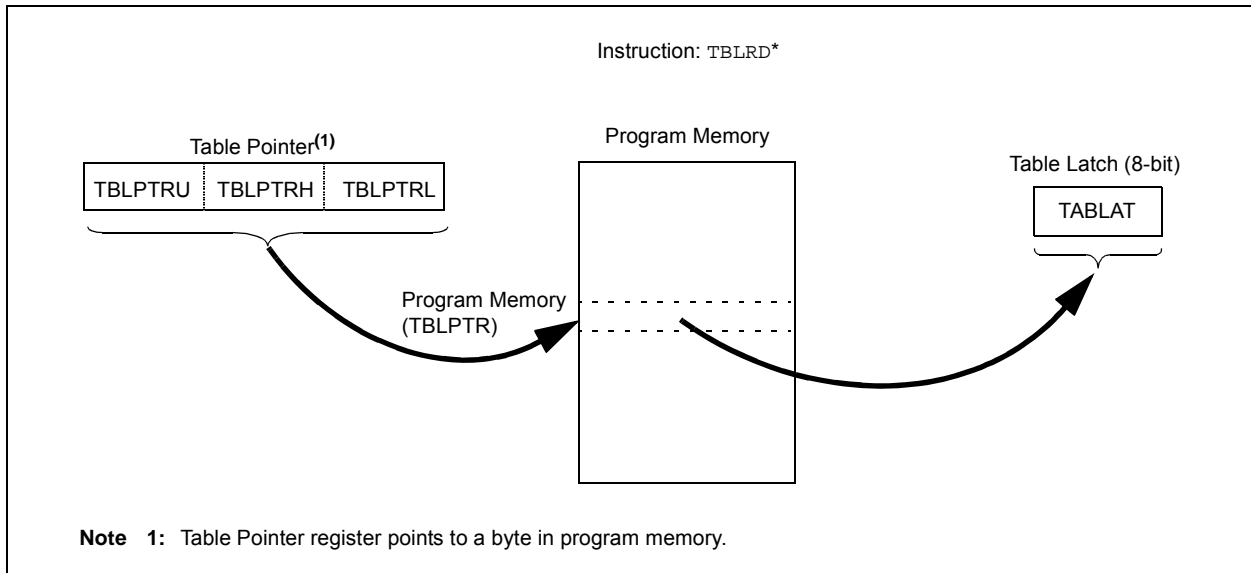 Instruction: TBLRD*
Table Pointer(1)
TBLPTRU TBLPTRH TBLPTRL
Program Memory
Table Latch (8-bit)
TABLAT
Program Memory
(TBLPTR)
Note 1: Table Pointer register points to a byte in program memory.